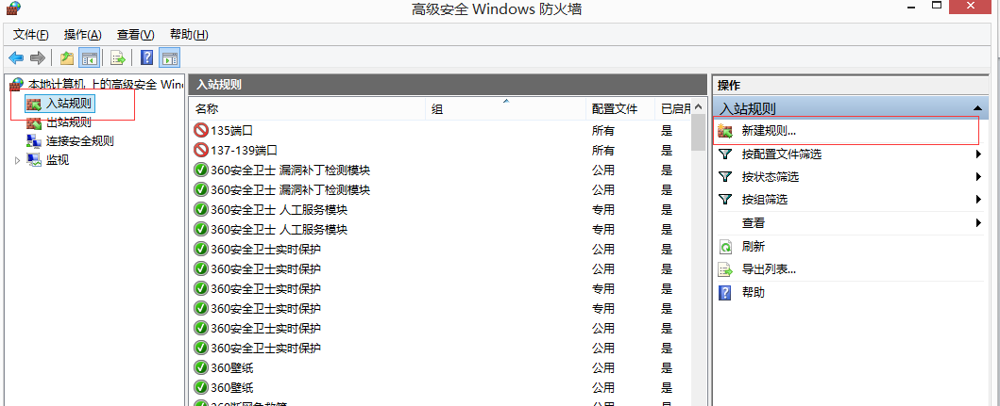 高级安全 Windows 防火墙
文件(F) 操作(A) 查看(V) 帮助(H)
本地计算机 上的高级安全 Wind
入站规则
出站规则
连接安全规则
监视
入站规则
名称 组 配置文件 已启用
135端口 所有 是
137-139端口 所有 是
360安全卫士 漏洞补丁检测模块 公用 是
360安全卫士 漏洞补丁检测模块 公用 是
360安全卫士 人工服务模块 专用 是
360安全卫士 人工服务模块 专用 是
360安全卫士实时保护 公用 是
360安全卫士实时保护 公用 是
360安全卫士实时保护 专用 是
360安全卫士实时保护 专用 是
360安全卫士实时保护 公用 是
360安全卫士实时保护 公用 是
360壁纸 公用 是
360壁纸 公用 是
360断网急救箱 公用 是
操作
入站规则
新建规则...
按配置文件筛选
按状态筛选
按组筛选
查看
刷新
导出列表...
帮助